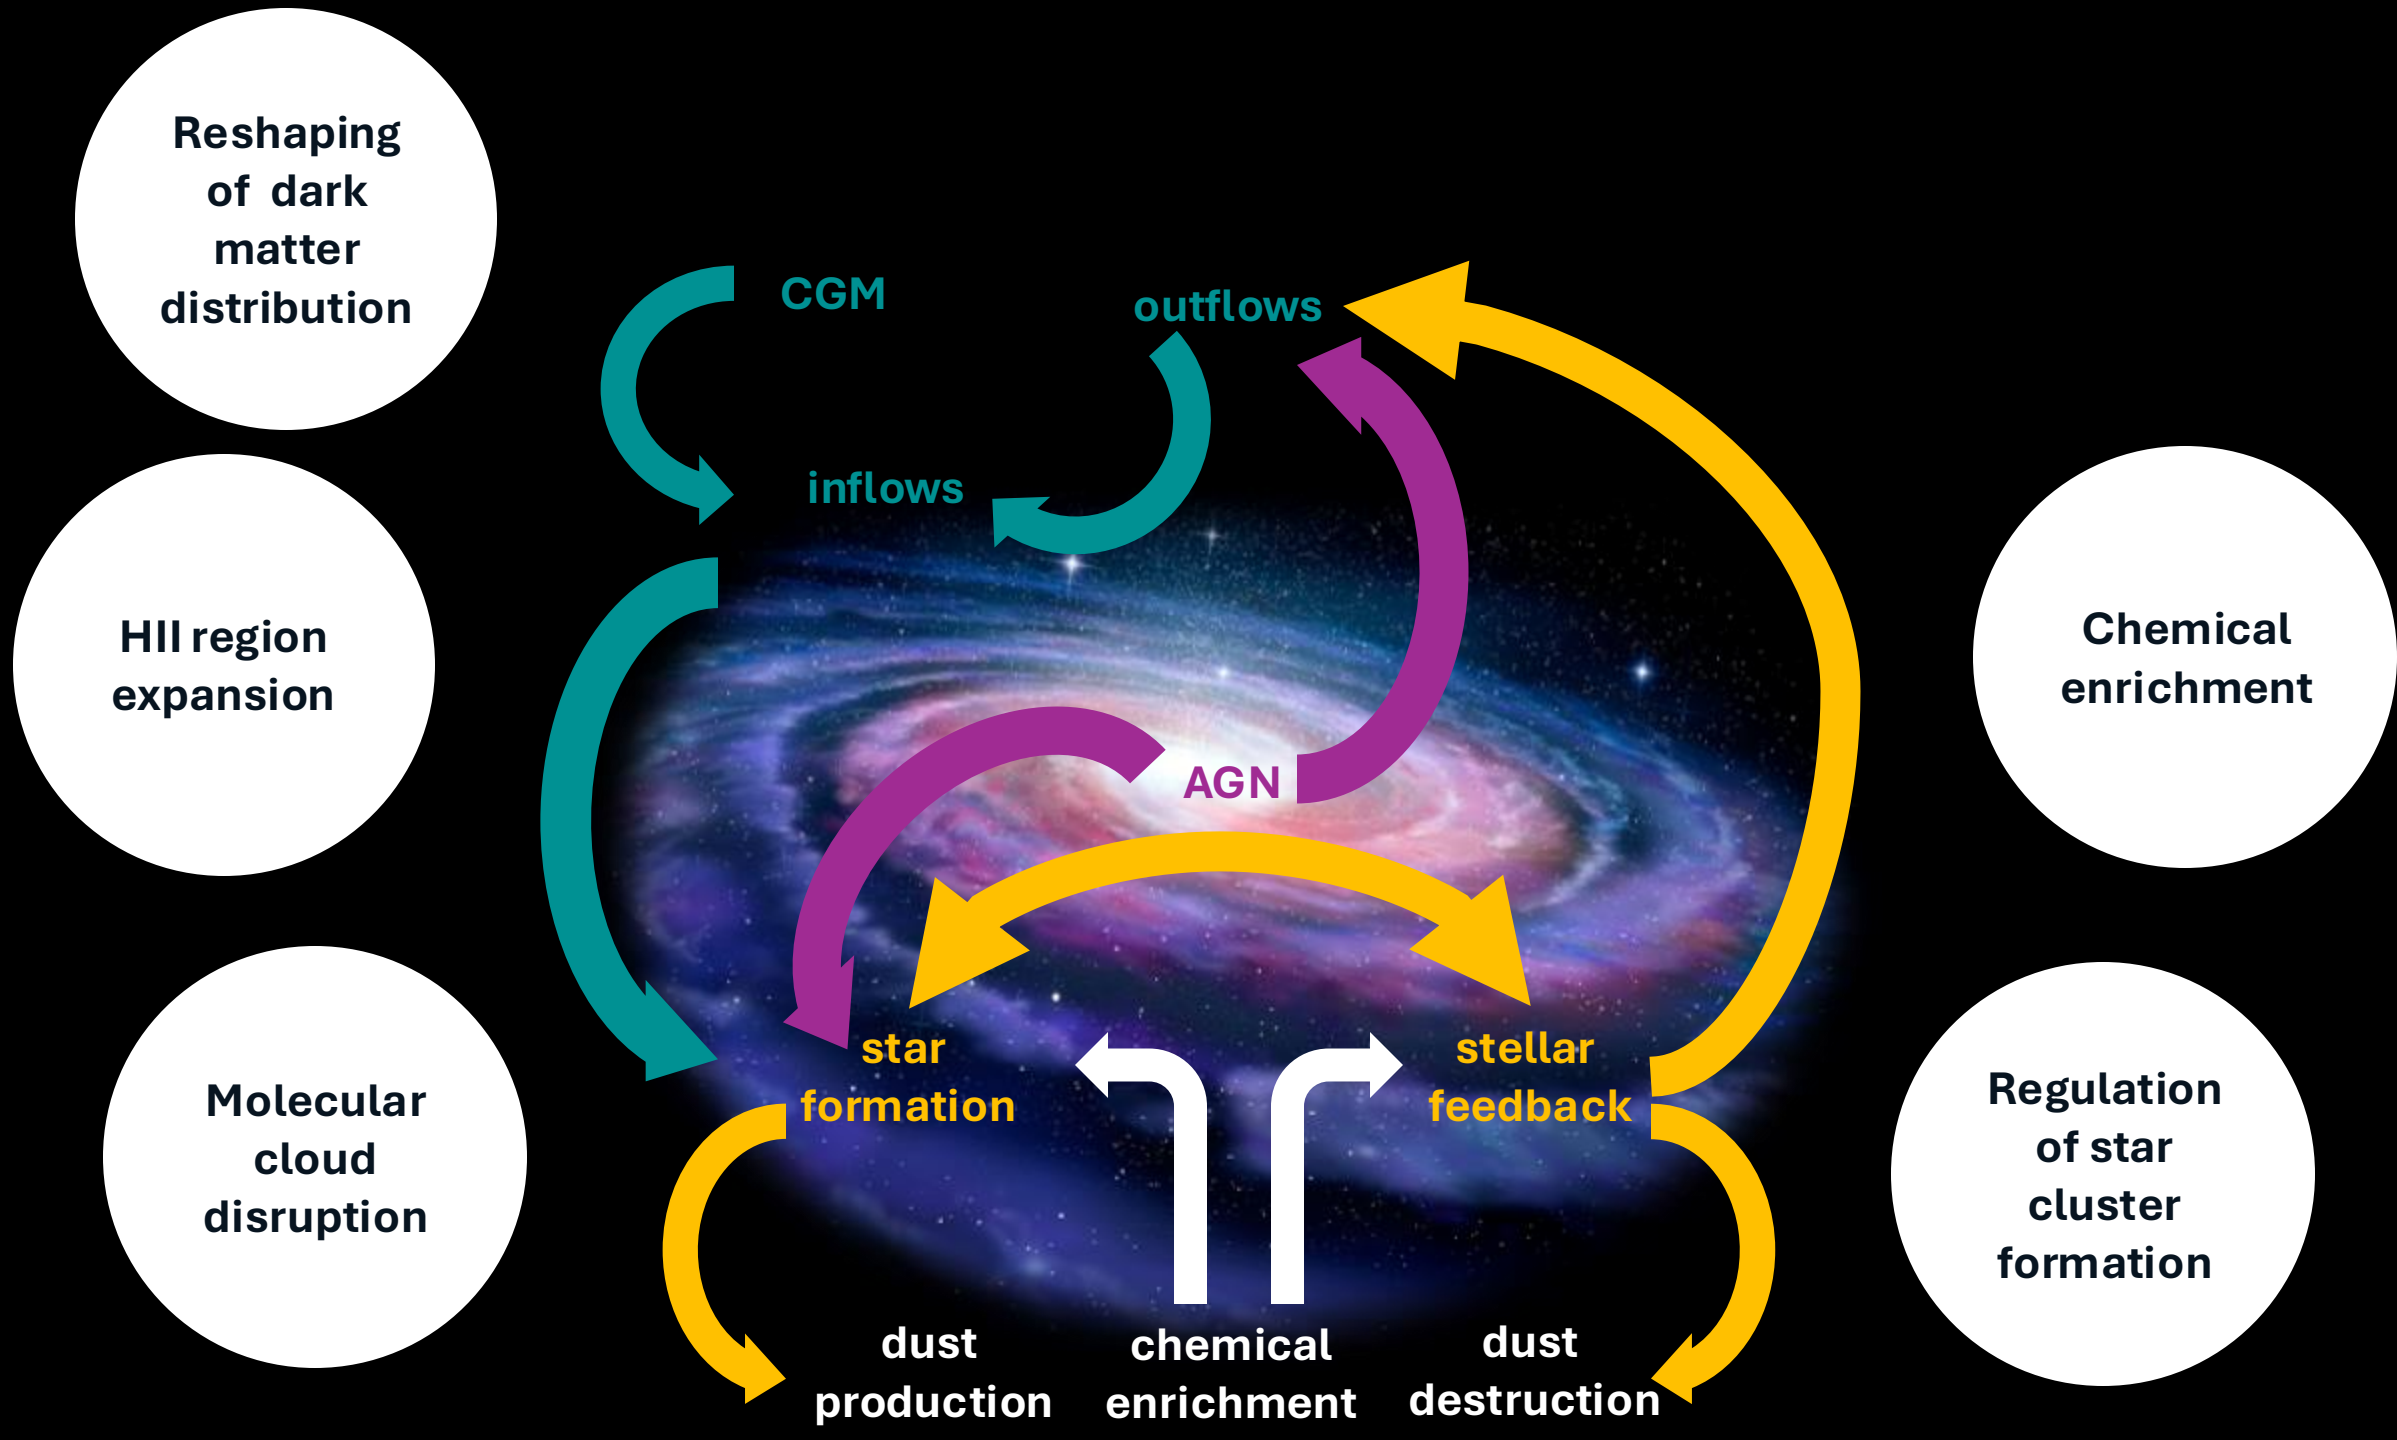 Reshaping
of dark
matter
distribution
HII region
expansion
Molecular
cloud
disruption
CGM
outflows
inflows
AGN
star
formation
stellar
feedback
dust
production
chemical
enrichment
dust
destruction
Chemical
enrichment
Regulation
of star
cluster
formation